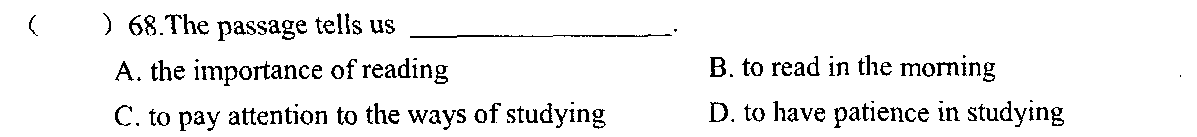 ( ) 68.The passage tells us ____________________.
A. the importance of reading B. to read in the morning
C. to pay attention to the ways of studying D. to have patience in studying